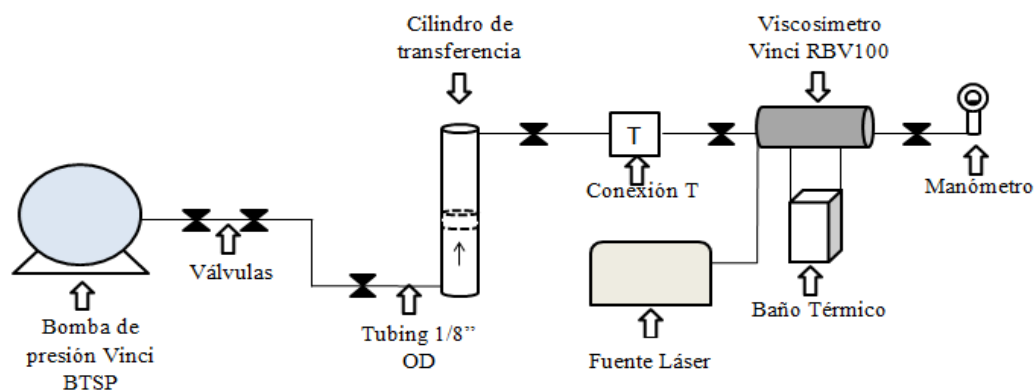 Cilindro de
transferencia
Viscosimetro
Vinci RBV100
T
Conexión T
Manómetro
Válvulas
Baño Térmico
Bomba de
presión Vinci
BTSP
Tubing 1/8”
OD
Fuente Láser